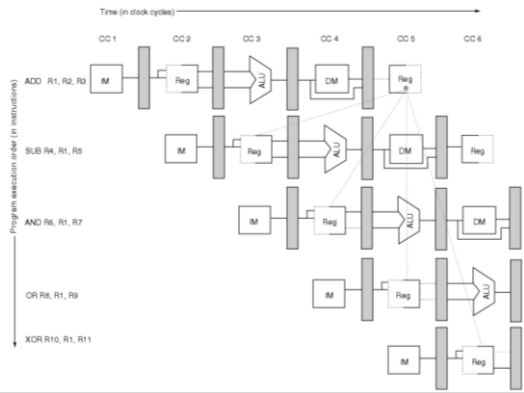 Time (in clock cycles)
CC 1 CC 2 CC 3 CC 4 CC 5 CC 6
Program execution order (in instructions)
ADD R1, R2, R3 IM Reg ALU DM Reg
SUB R4, R1, R5 IM Reg ALU DM Reg
AND R6, R1, R7 IM Reg ALU DM
OR R8, R1, R9 IM Reg ALU
XOR R10, R1, R11 IM Reg